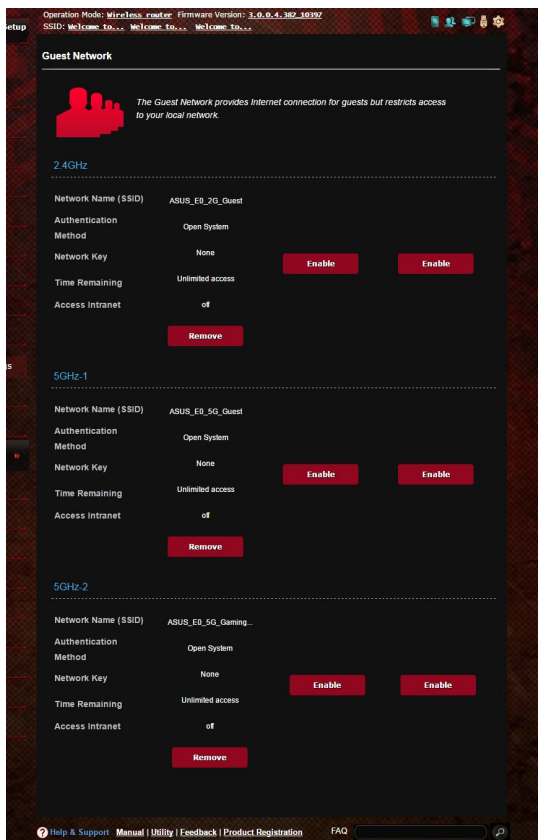 Operation Mode: Wireless router Firmware Version: 3.0.0.4.382_10397
Setup SSID: Welcome to... Welcome to... Welcome to...
Guest Network
The Guest Network provides Internet connection for guests but restricts access
to your local network.
2.4GHz
Network Name (SSID) ASUS_E0_2G_Guest
Authentication
Method Open System
Network Key None
Enable Enable
Time Remaining Unlimited access
Access Intranet off
Remove
gs
5GHz-1
Network Name (SSID) ASUS_E0_5G_Guest
Authentication
Method Open System
Network Key None
Enable Enable
Time Remaining Unlimited access
Access Intranet off
Remove
5GHz-2
Network Name (SSID) ASUS_E0_5G_Gaming...
Authentication
Method Open System
Network Key None
Enable Enable
Time Remaining Unlimited access
Access Intranet off
Remove
Help & Support Manual | Utility | Feedback | Product Registration FAQ